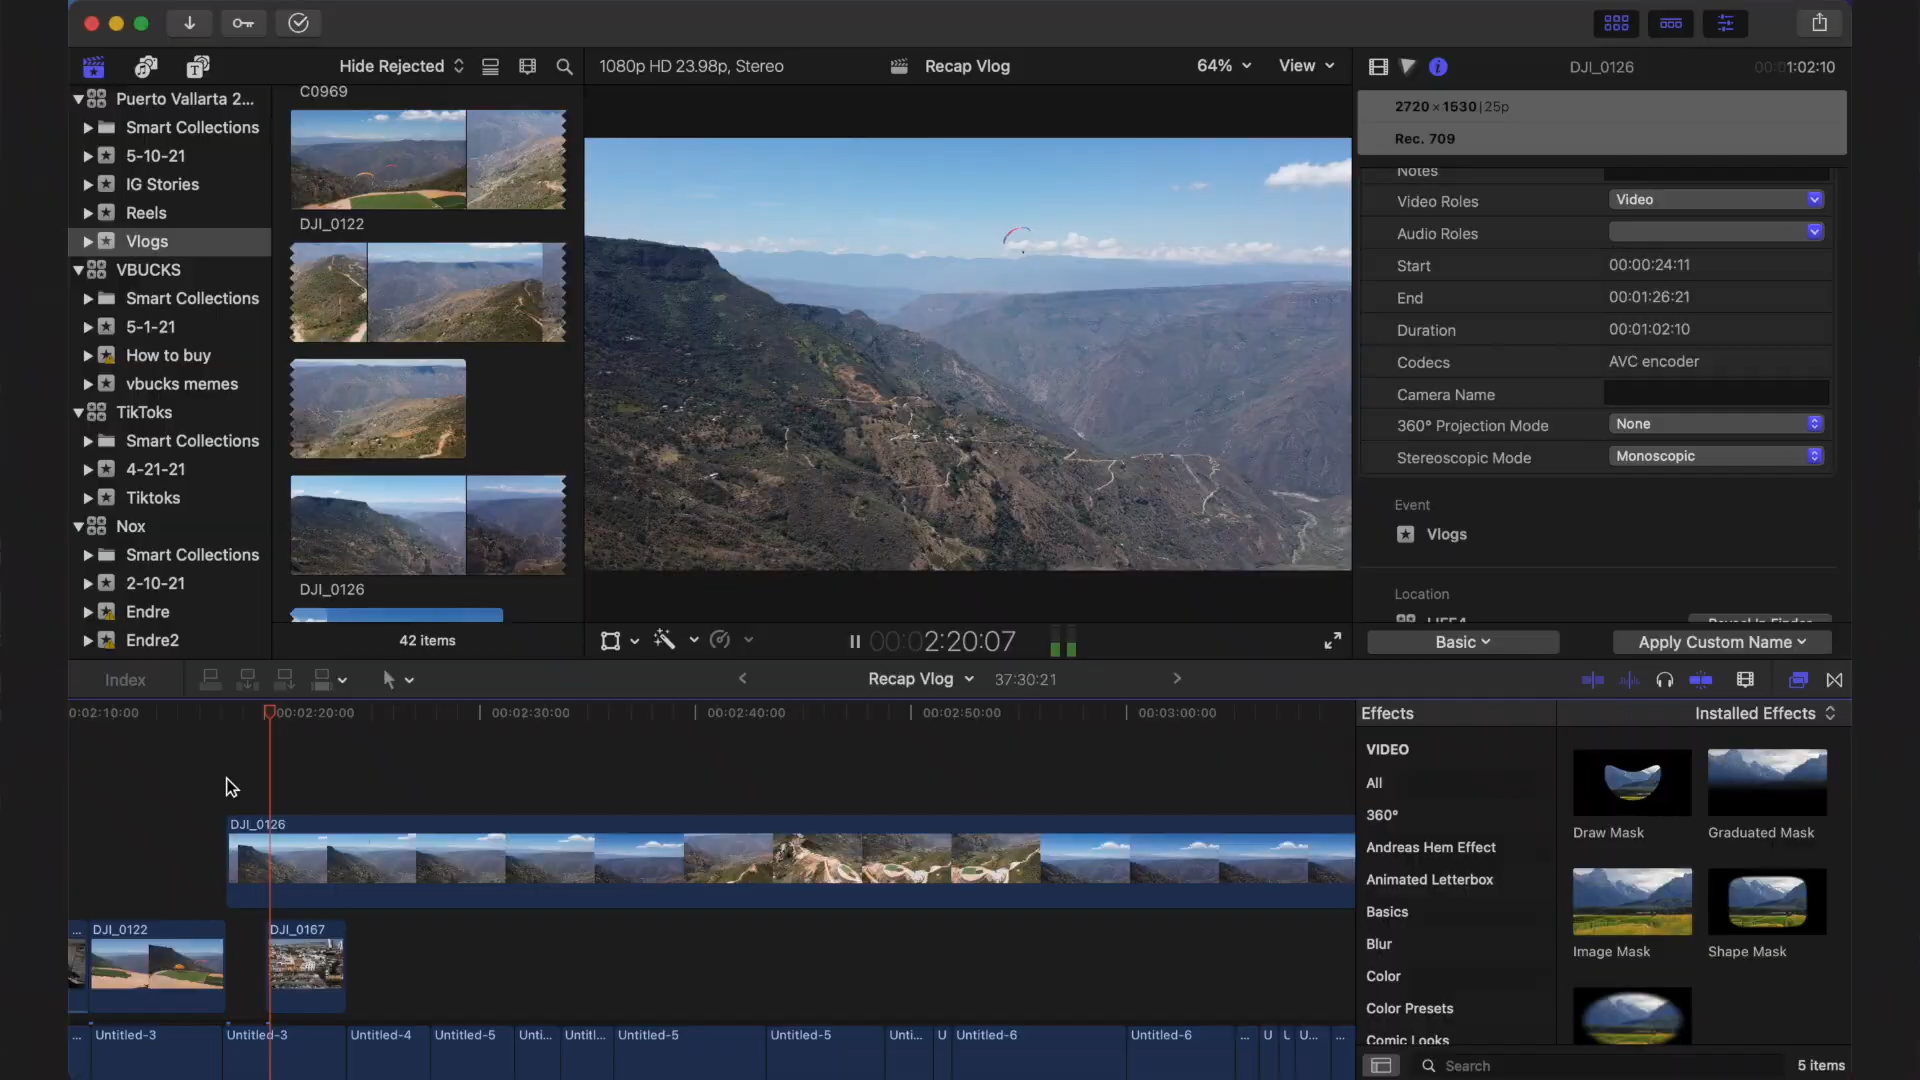 Hide Rejected
1080p HD 23.98p, Stereo
Recap Vlog
64%
View
DJI_0126
00:01:02:10
Puerto Vallarta 2...
Smart Collections
5-10-21
IG Stories
Reels
Vlogs
VBUCKS
Smart Collections
5-1-21
How to buy
vbucks memes
TikToks
Smart Collections
4-21-21
Tiktoks
Nox
Smart Collections
2-10-21
Endre
Endre2
C0969
DJI_0122
DJI_0126
42 items
00:02:20:07
2720 × 1530 | 25p
Rec. 709
Notes
Video Roles Video
Audio Roles
Start 00:00:24:11
End 00:01:26:21
Duration 00:01:02:10
Codecs AVC encoder
Camera Name
360° Projection Mode None
Stereoscopic Mode Monoscopic
Event
Vlogs
Location
Basic
Apply Custom Name
Index
Recap Vlog
37:30:21
0:02:10:00
00:02:20:00
00:02:30:00
00:02:40:00
00:02:50:00
00:03:00:00
DJI_0126
... DJI_0122
DJI_0167
... Untitled-3 Untitled-3 Untitled-4 Untitled-5 Unti... Untitl... Untitled-5 Untitled-5 Unti... U Untitled-6 Untitled-6 ... U U U... ...
Effects
Installed Effects
VIDEO
All
360°
Andreas Hem Effect
Animated Letterbox
Basics
Blur
Color
Color Presets
Comic Looks
Draw Mask
Graduated Mask
Image Mask
Shape Mask
Search
5 items